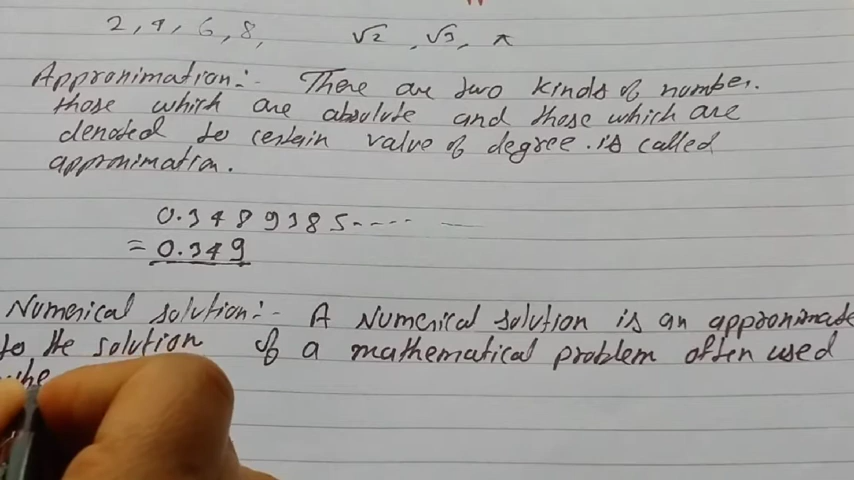 2, 4, 6, 8, √2, √3, π
Approximation:- There are two kinds of number.
those which are absolute and those which are
denoted to certain value of degree. is called
approximation.
0.3489385---- —
= 0.349
Numerical solution:- A Numerical solution is an approximate
to the solution of a mathematical problem often used
whe